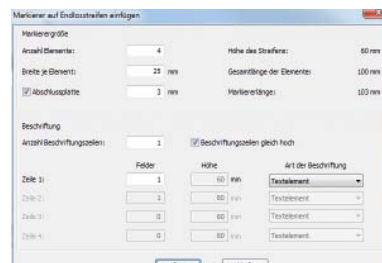 Markierer auf Endlosstreifen einfügen
Markierergröße
Anzahl Elemente: 4 Höhe des Streifens: 60 mm
Breite je Element: 25 mm Gesamtlänge der Elemente: 100 mm
Abschlussplatte 3 mm Markiererlänge: 103 mm
Beschriftung
Anzahl Beschriftungszeilen: 1 Beschriftungszeilen gleich hoch
Felder Höhe Art der Beschriftung
Zeile 1: 1 60 mm Textelement
Zeile 2: 1 60 mm Textelement
Zeile 3: 0 60 mm Textelement
Zeile 4: 0 60 mm Textelement